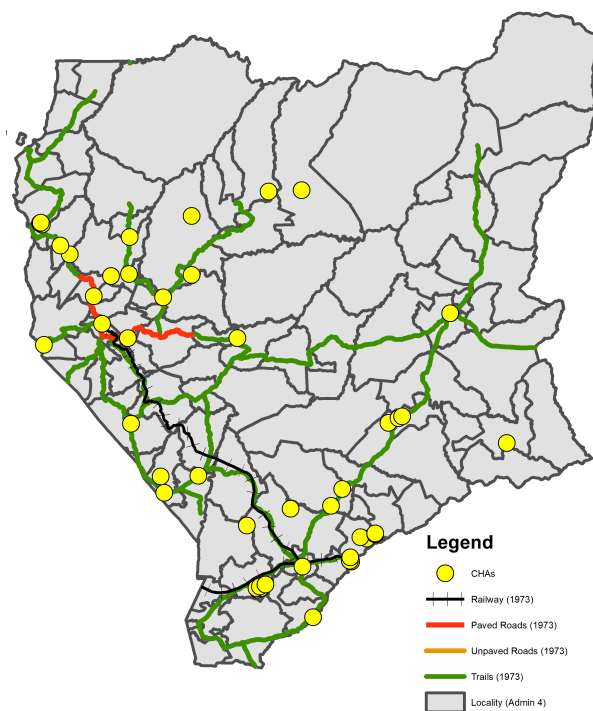 Legend
CHAs
Railway (1973)
Paved Roads (1973)
Unpaved Roads (1973)
Trails (1973)
Locality (Admin 4)